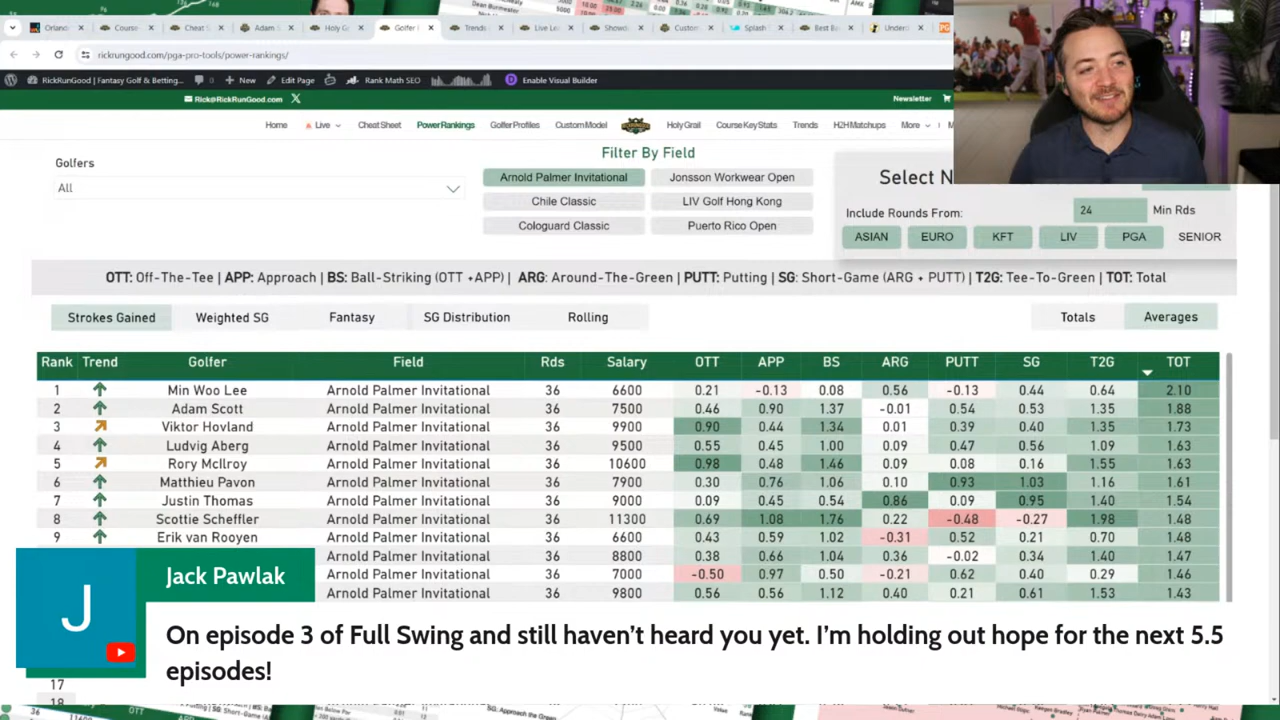 Orland
Course
Cheat S
Adam S
Holy G
Golfer
Trends
Live Le
Showd
Custom
Splash
Best Ba
Unders
rickrungood.com/pga-pro-tools/power-rankings/
RickRunGood | Fantasy Golf & Betting... 0 New Edit Page Rank Math SEO Enable Visual Builder
Rick@RickRunGood.com X Newsletter
Home Live Cheat Sheet Power Rankings Golfer Profiles Custom Model Holy Grail Course Key Stats Trends H2H Matchups More
Golfers
All
Filter By Field
Arnold Palmer Invitational Jonsson Workwear Open
Chile Classic LIV Golf Hong Kong
Cologuard Classic Puerto Rico Open
Select N
Include Rounds From: 24 Min Rds
ASIAN EURO KFT LIV PGA SENIOR
OTT: Off-The-Tee | APP: Approach | BS: Ball-Striking (OTT +APP) | ARG: Around-The-Green | PUTT: Putting | SG: Short-Game (ARG + PUTT) | T2G: Tee-To-Green | TOT: Total
Strokes Gained Weighted SG Fantasy SG Distribution Rolling Totals Averages
Rank Trend Golfer Field Rds Salary OTT APP BS ARG PUTT SG T2G TOT
1 Min Woo Lee Arnold Palmer Invitational 36 6600 0.21 -0.13 0.08 0.56 -0.13 0.44 0.64 2.10
2 Adam Scott Arnold Palmer Invitational 36 7500 0.46 0.90 1.37 -0.01 0.54 0.53 1.35 1.88
3 Viktor Hovland Arnold Palmer Invitational 36 9900 0.90 0.44 1.34 0.01 0.39 0.40 1.35 1.73
4 Ludvig Aberg Arnold Palmer Invitational 36 9500 0.55 0.45 1.00 0.09 0.47 0.56 1.09 1.63
5 Rory McIlroy Arnold Palmer Invitational 36 10600 0.98 0.48 1.46 0.09 0.08 0.16 1.55 1.63
6 Matthieu Pavon Arnold Palmer Invitational 36 7900 0.30 0.76 1.06 0.10 0.93 1.03 1.16 1.61
7 Justin Thomas Arnold Palmer Invitational 36 9000 0.09 0.45 0.54 0.86 0.09 0.95 1.40 1.54
8 Scottie Scheffler Arnold Palmer Invitational 36 11300 0.69 1.08 1.76 0.22 -0.48 -0.27 1.98 1.48
9 Erik van Rooyen Arnold Palmer Invitational 36 6600 0.43 0.59 1.02 -0.31 0.52 0.21 0.70 1.48
Arnold Palmer Invitational 36 8800 0.38 0.66 1.04 0.36 -0.02 0.34 1.40 1.47
Arnold Palmer Invitational 36 7000 -0.50 0.97 0.50 -0.21 0.62 0.40 0.29 1.46
Arnold Palmer Invitational 36 9800 0.56 0.56 1.12 0.40 0.21 0.61 1.53 1.43
J
Jack Pawlak
On episode 3 of Full Swing and still haven't heard you yet. I'm holding out hope for the next 5.5
episodes!
17
18